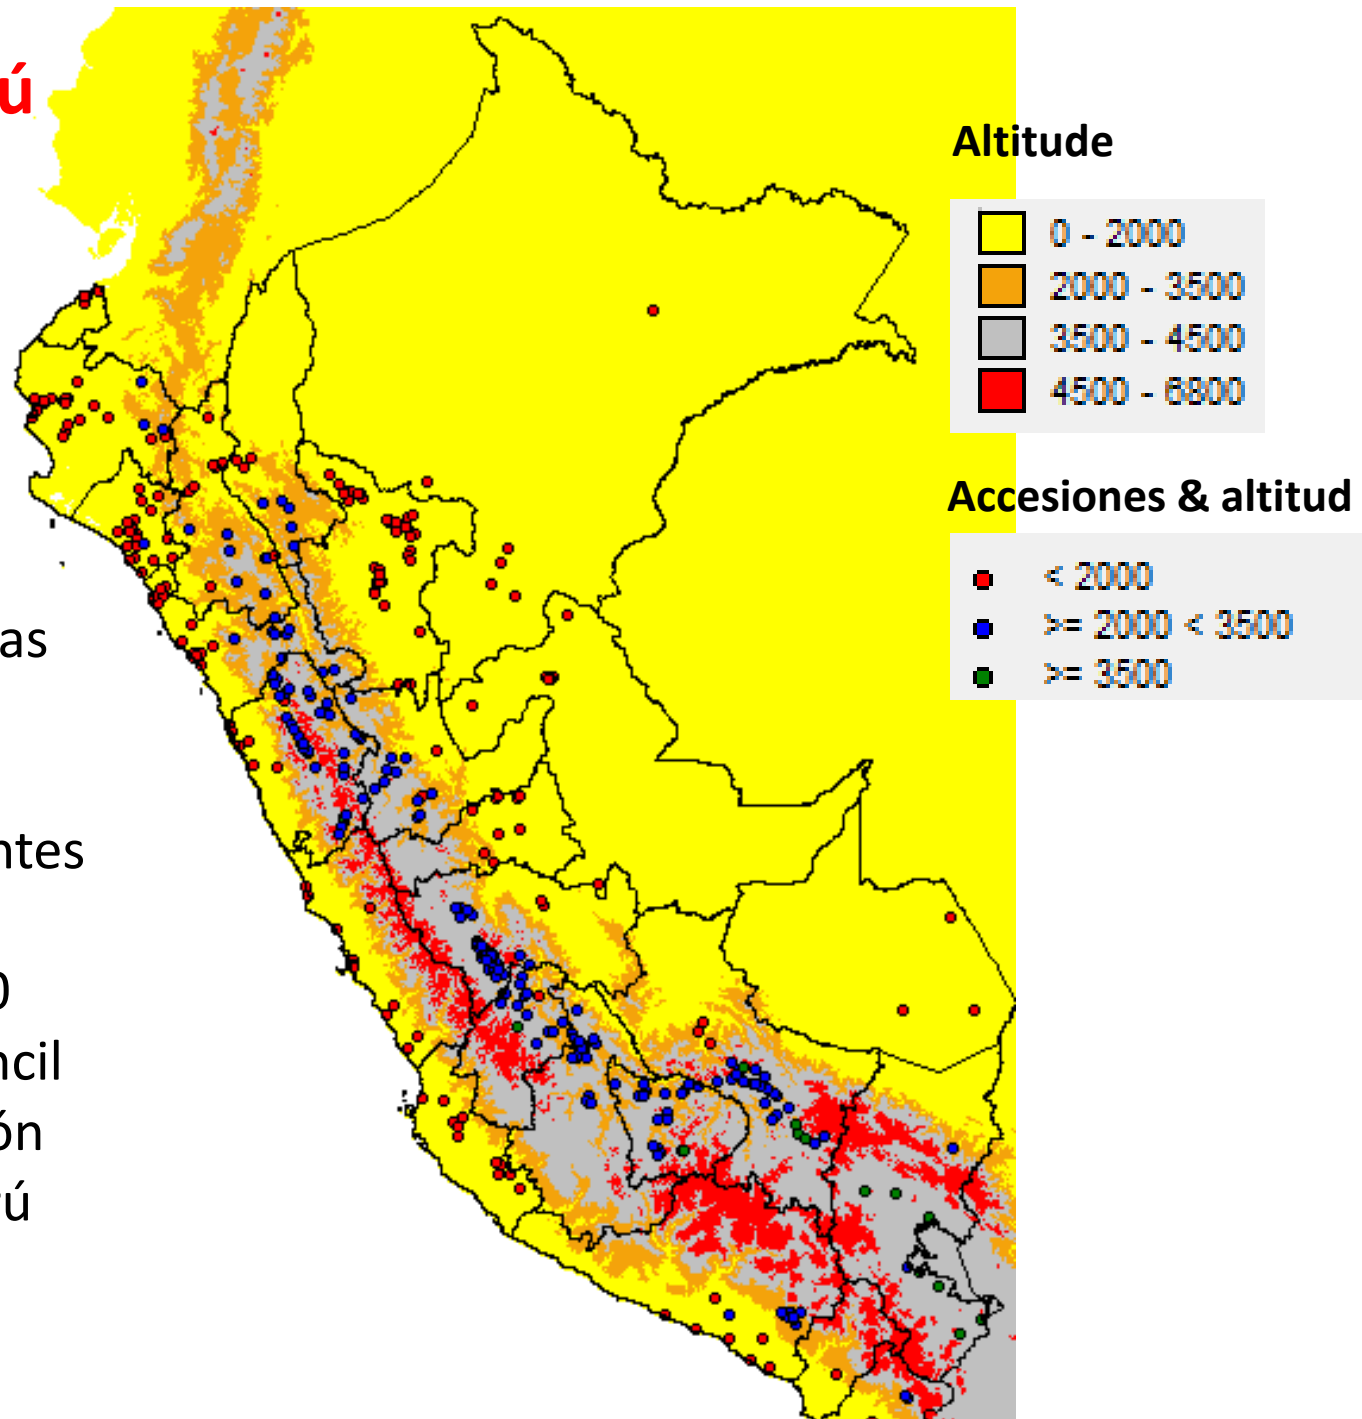 ú
as
ntes
0
ncil
ón
rú
Altitude
0 - 2000
2000 - 3500
3500 - 4500
4500 - 6800
Accesiones & altitud
< 2000
>= 2000 < 3500
>= 3500